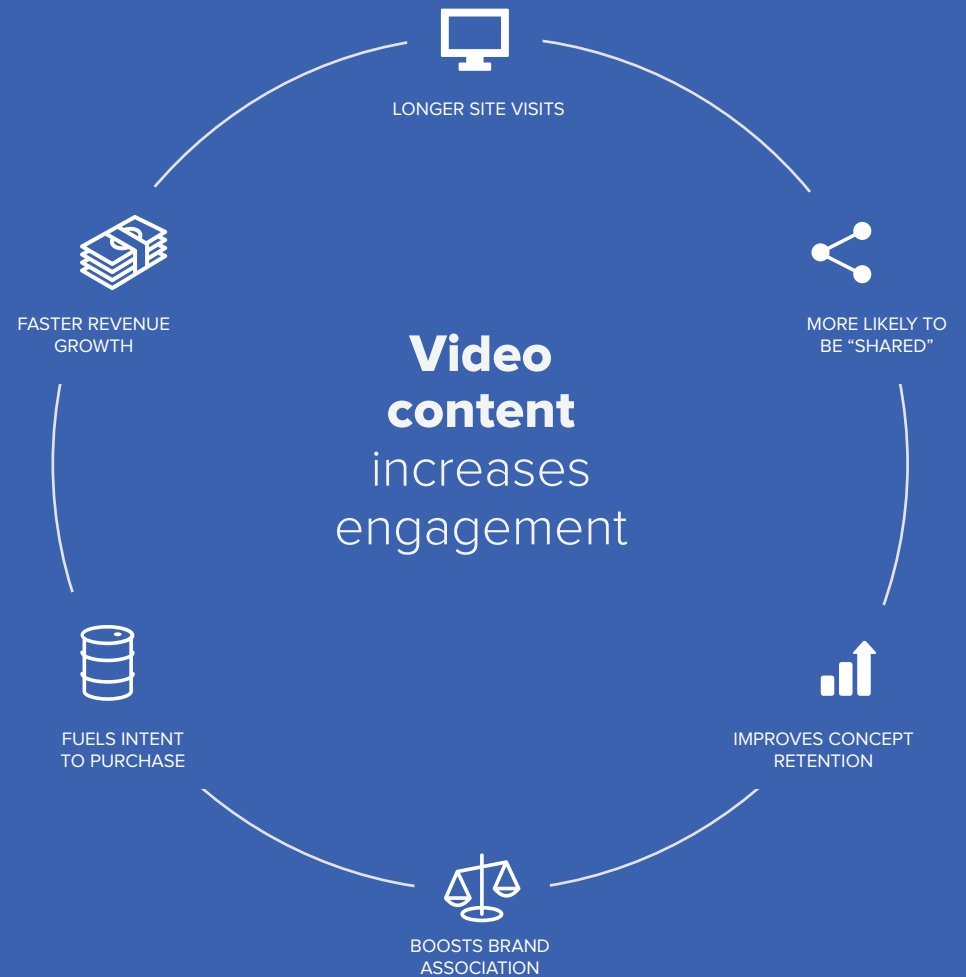 LONGER SITE VISITS
FASTER REVENUE
GROWTH
MORE LIKELY TO
BE “SHARED”
Video
content
increases
engagement
FUELS INTENT
TO PURCHASE
IMPROVES CONCEPT
RETENTION
BOOSTS BRAND
ASSOCIATION